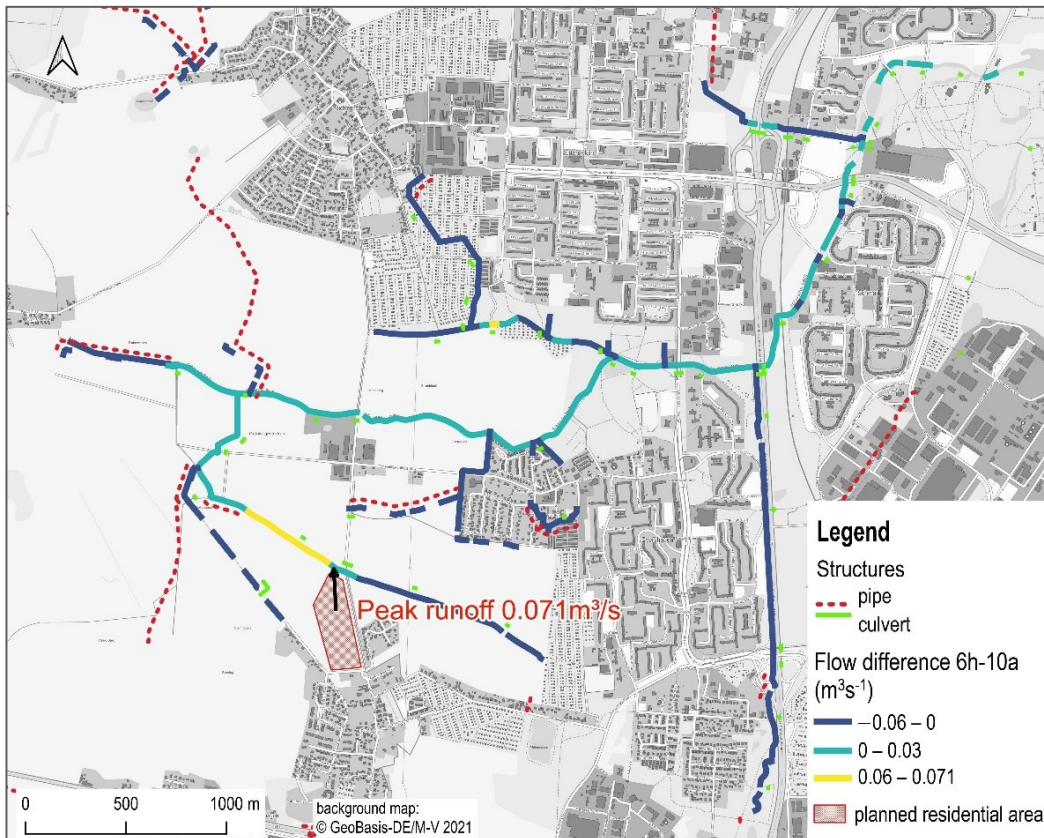 Peak runoff 0.071m³/s
Legend
Structures
pipe
culvert
Flow difference 6h-10a
(m³s⁻¹)
−0.06 – 0
0 – 0.03
0.06 – 0.071
planned residential area
0 500 1000 m
background map:
© GeoBasis-DE/M-V 2021